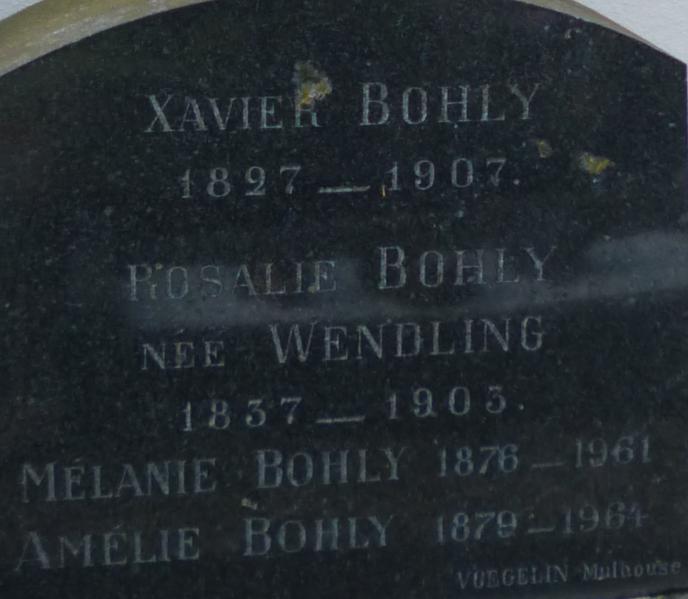 XAVIER BOHLY
1827 — 1907.
ROSALIE BOHLY
NÉE WENDLING
1837 — 1903.
MÉLANIE BOHLY 1876 — 1961
AMÉLIE BOHLY 1879 — 1964
VOEGELIN Mulhouse